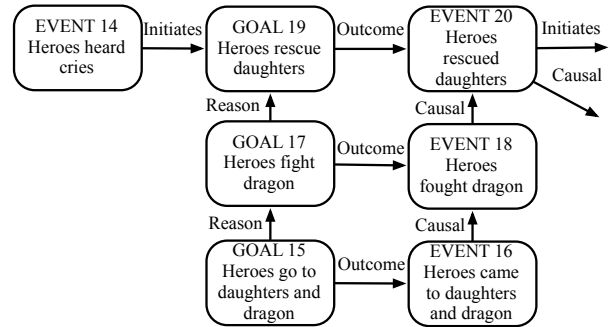 EVENT 14
Heroes heard
cries
Initiates
GOAL 19
Heroes rescue
daughters
Outcome
EVENT 20
Heroes
rescued
daughters
Initiates
Causal
Reason
Causal
GOAL 17
Heroes fight
dragon
Outcome
EVENT 18
Heroes
fought dragon
Reason
Causal
GOAL 15
Heroes go to
daughters and
dragon
Outcome
EVENT 16
Heroes came
to daughters
and dragon